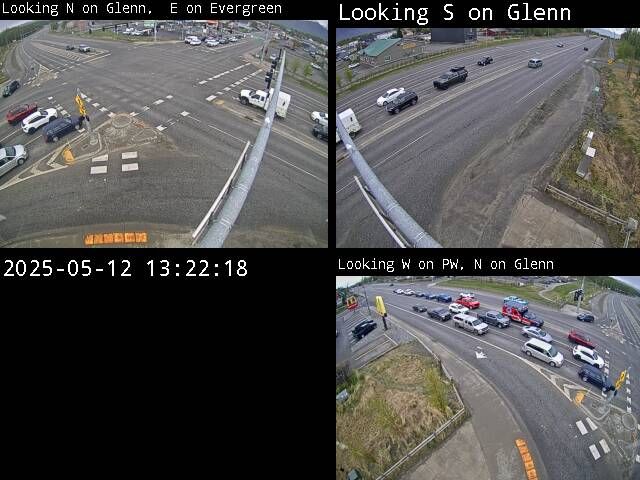 Looking N on Glenn,  E on Evergreen
Looking S on Glenn
2025-05-12 13:22:18
Looking W on PW, N on Glenn